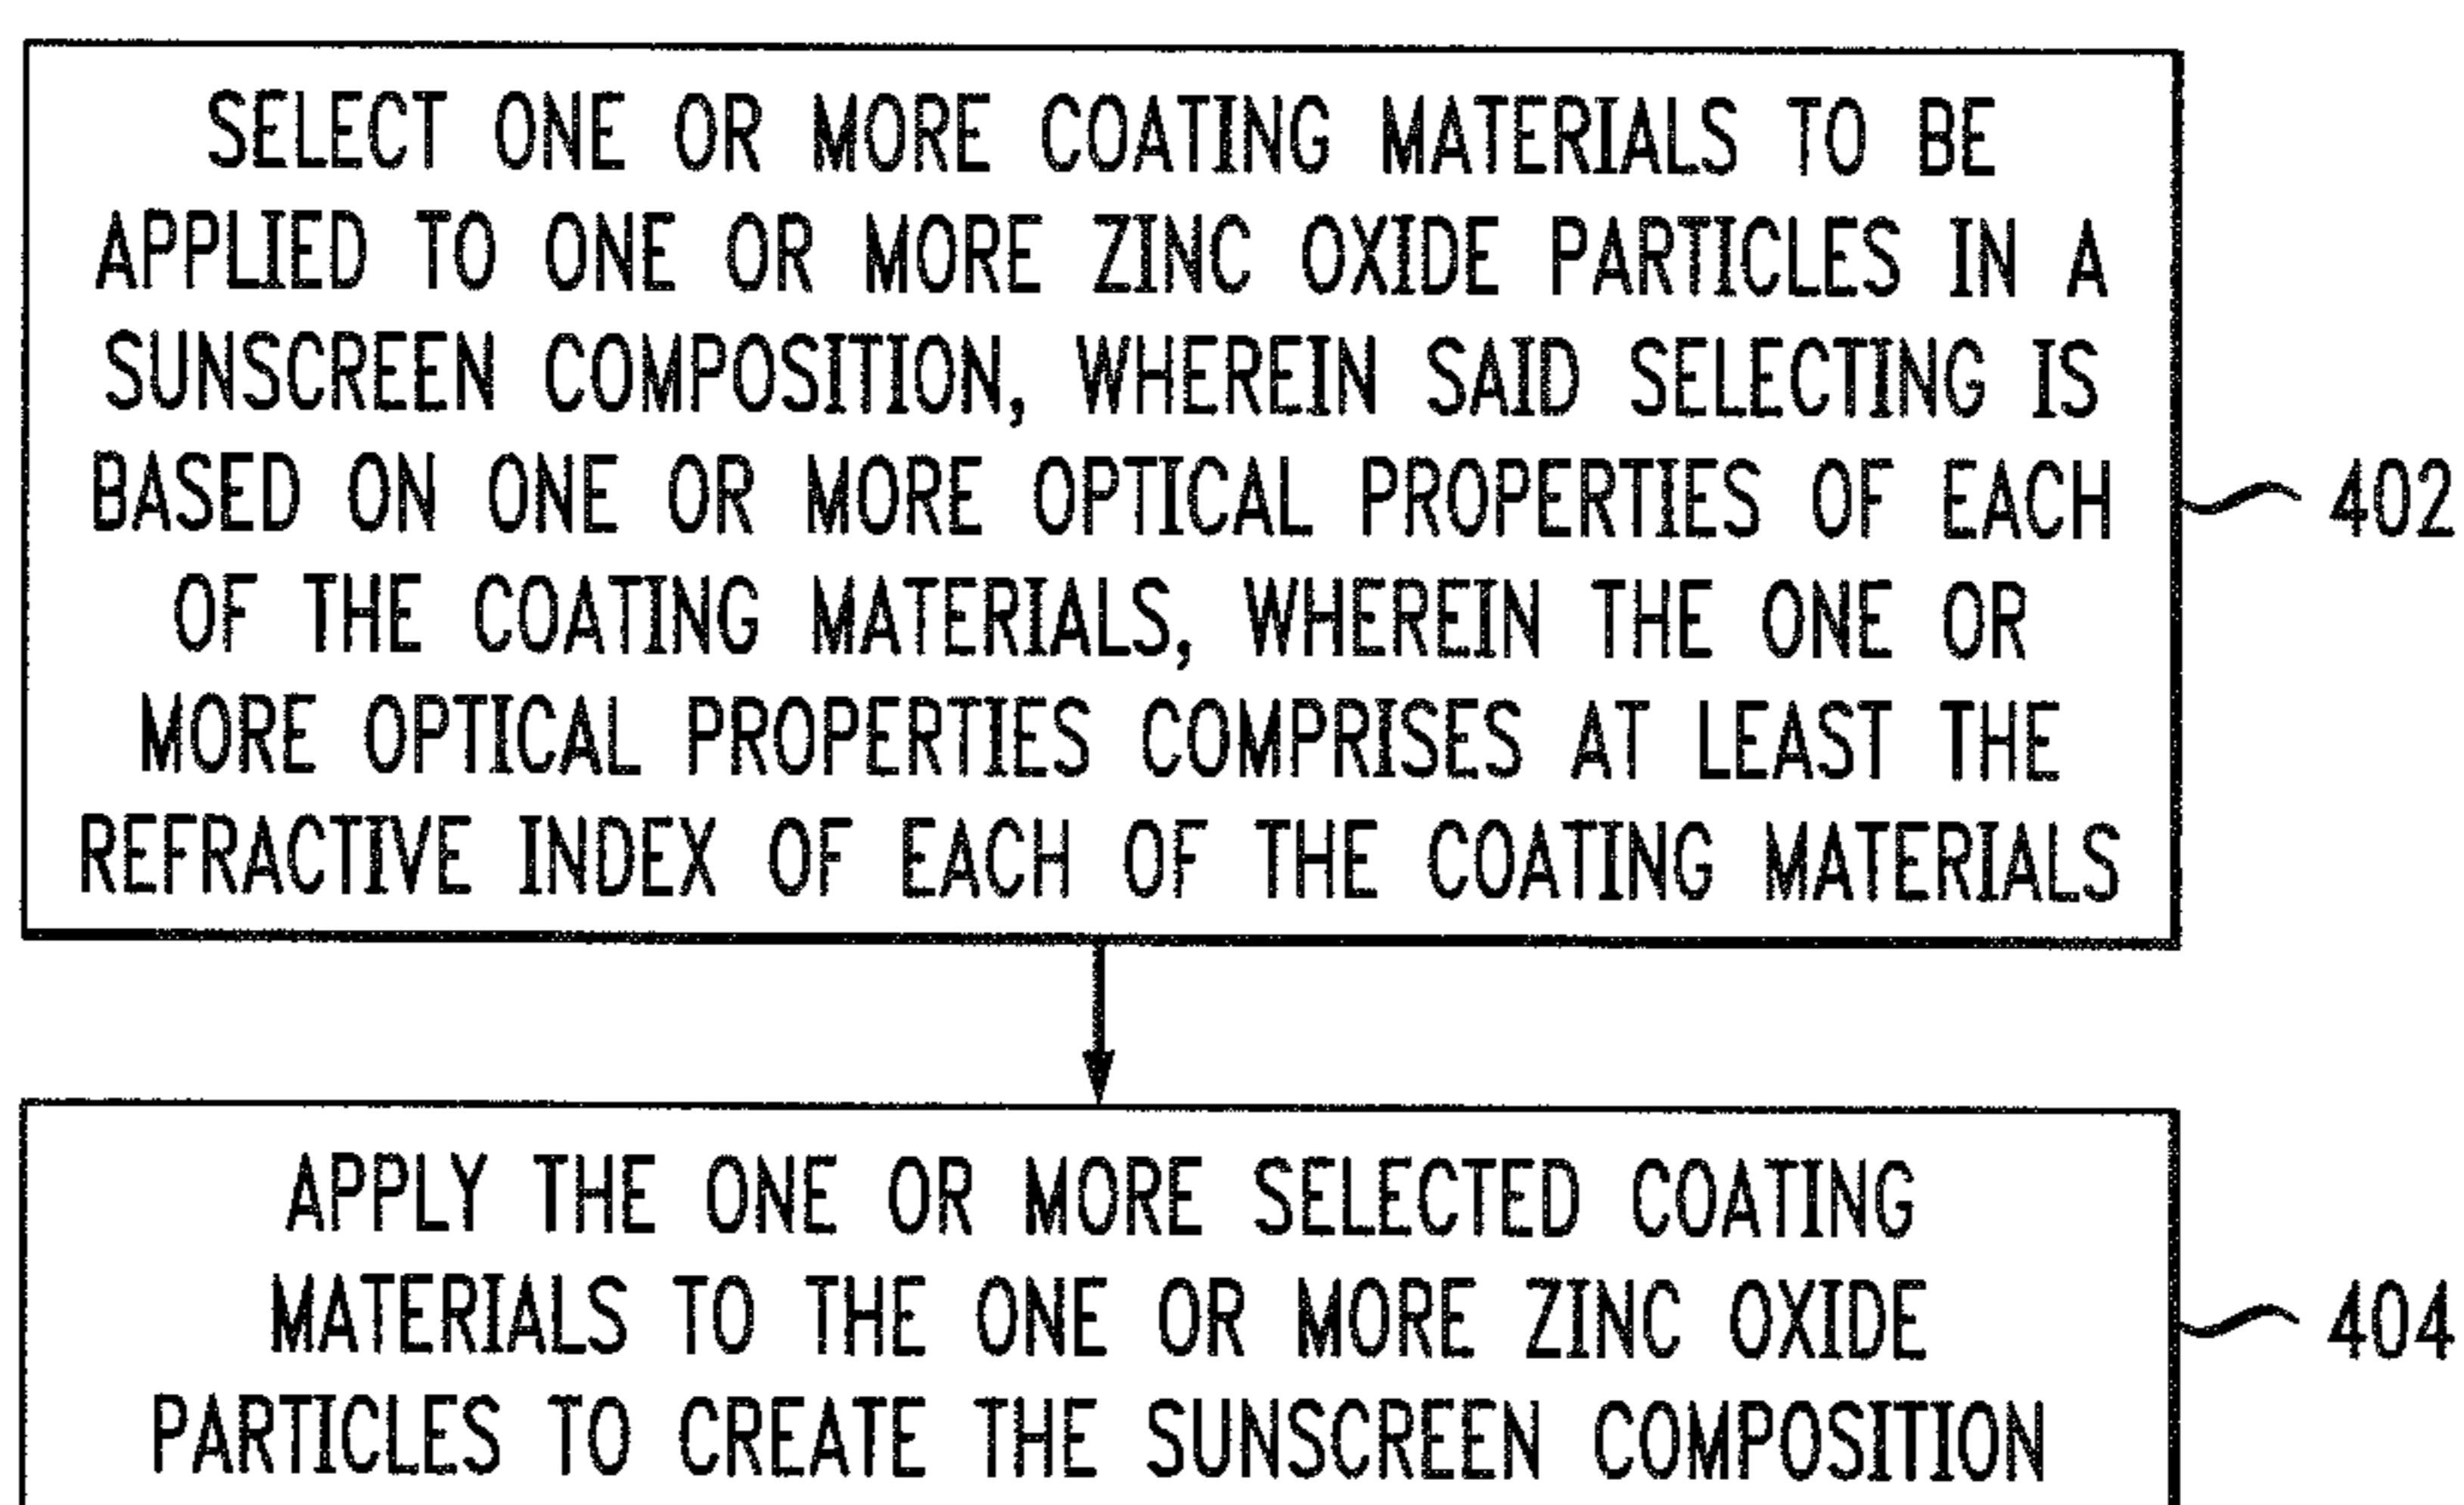 SELECT ONE OR MORE COATING MATERIALS TO BE
APPLIED TO ONE OR MORE ZINC OXIDE PARTICLES IN A
SUNSCREEN COMPOSITION, WHEREIN SAID SELECTING IS
BASED ON ONE OR MORE OPTICAL PROPERTIES OF EACH
OF THE COATING MATERIALS, WHEREIN THE ONE OR
MORE OPTICAL PROPERTIES COMPRISES AT LEAST THE
REFRACTIVE INDEX OF EACH OF THE COATING MATERIALS
402
APPLY THE ONE OR MORE SELECTED COATING
MATERIALS TO THE ONE OR MORE ZINC OXIDE
PARTICLES TO CREATE THE SUNSCREEN COMPOSITION
404